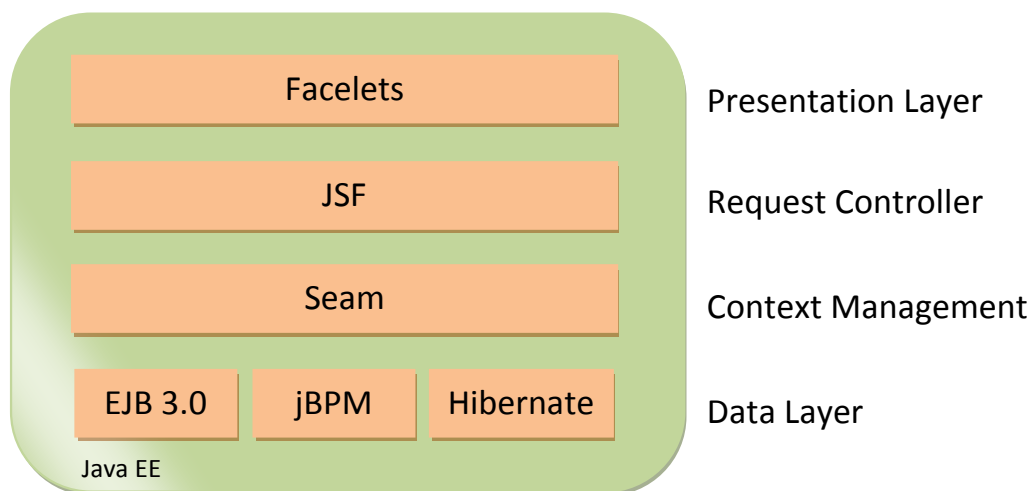 Facelets
Presentation Layer
JSF
Request Controller
Seam
Context Management
EJB 3.0
jBPM
Hibernate
Data Layer
Java EE